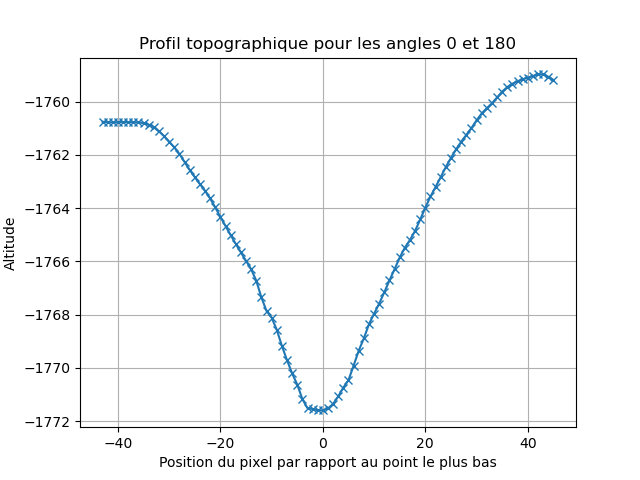 Profil topographique pour les angles 0 et 180
Altitude
−1760
−1762
−1764
−1766
−1768
−1770
−1772
−40 −20 0 20 40
Position du pixel par rapport au point le plus bas